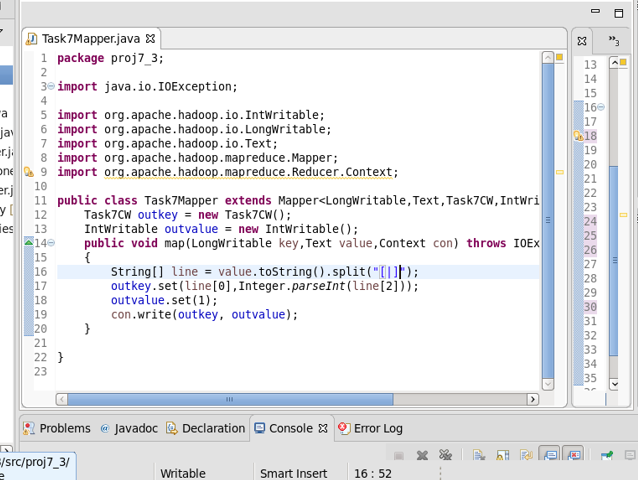 Task7Mapper.java
»3
1 package proj7_3;
2
3 import java.io.IOException;
4
5 import org.apache.hadoop.io.IntWritable;
6 import org.apache.hadoop.io.LongWritable;
7 import org.apache.hadoop.io.Text;
8 import org.apache.hadoop.mapreduce.Mapper;
9 import org.apache.hadoop.mapreduce.Reducer.Context;
10
11 public class Task7Mapper extends Mapper<LongWritable,Text,Task7CW,IntWri
12 Task7CW outkey = new Task7CW();
13 IntWritable outvalue = new IntWritable();
14 public void map(LongWritable key,Text value,Context con) throws IOEx
15 {
16 String[] line = value.toString().split("[|]");
17 outkey.set(line[0],Integer.parseInt(line[2]));
18 outvalue.set(1);
19 con.write(outkey, outvalue);
20 }
21
22 }
23
13
14
15
16
17
18
19
20
21
22
23
24
25
26
27
28
29
30
31
32
33
34
35
Problems Javadoc Declaration Console Error Log
/src/proj7_3/
Writable Smart Insert 16 : 52